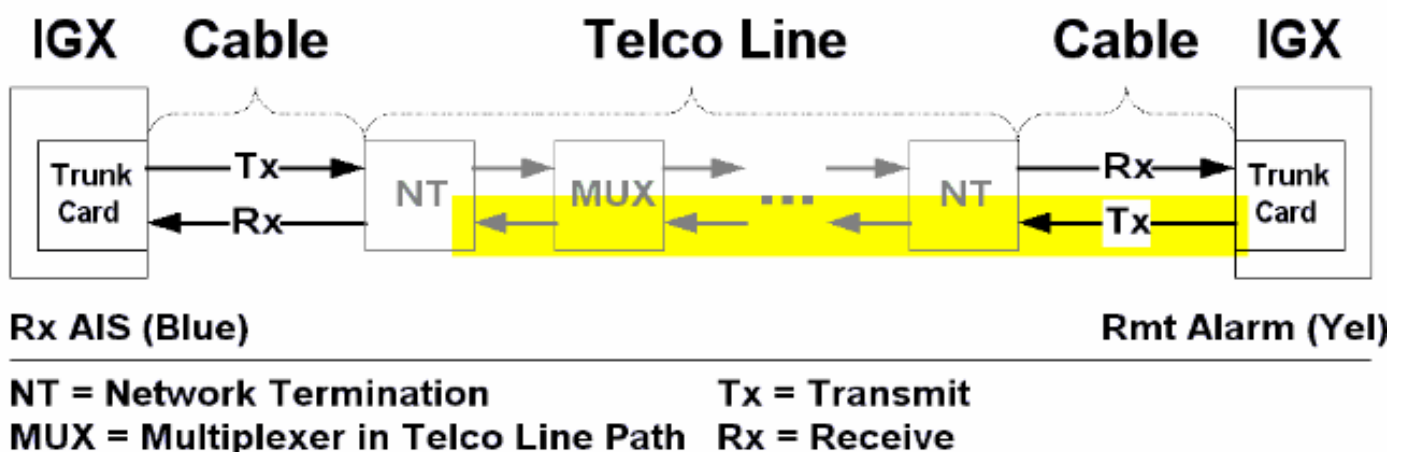 IGX Cable Telco Line Cable IGX
Trunk Card
Tx
Rx
NT
MUX
...
NT
Rx
Tx
Trunk Card
Rx AIS (Blue)
Rmt Alarm (Yel)
NT = Network Termination
Tx = Transmit
MUX = Multiplexer in Telco Line Path
Rx = Receive